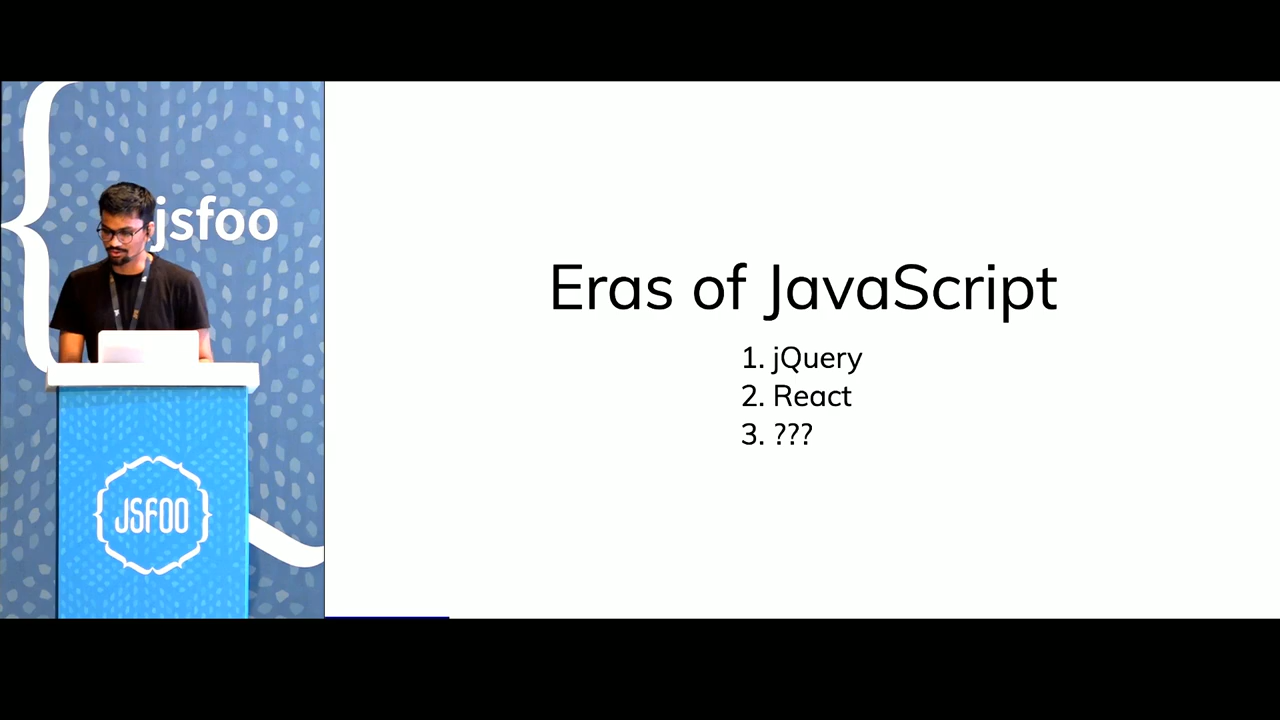 jsfoo
JSFOO
Eras of JavaScript
1. jQuery
2. React
3. ???